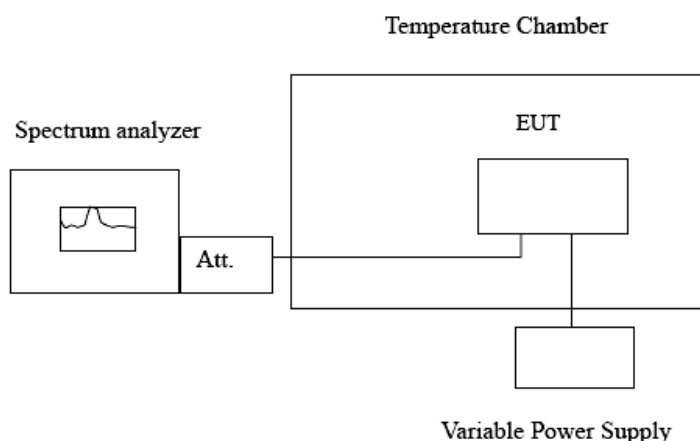 Temperature Chamber
Spectrum analyzer
EUT
Att.
Variable Power Supply